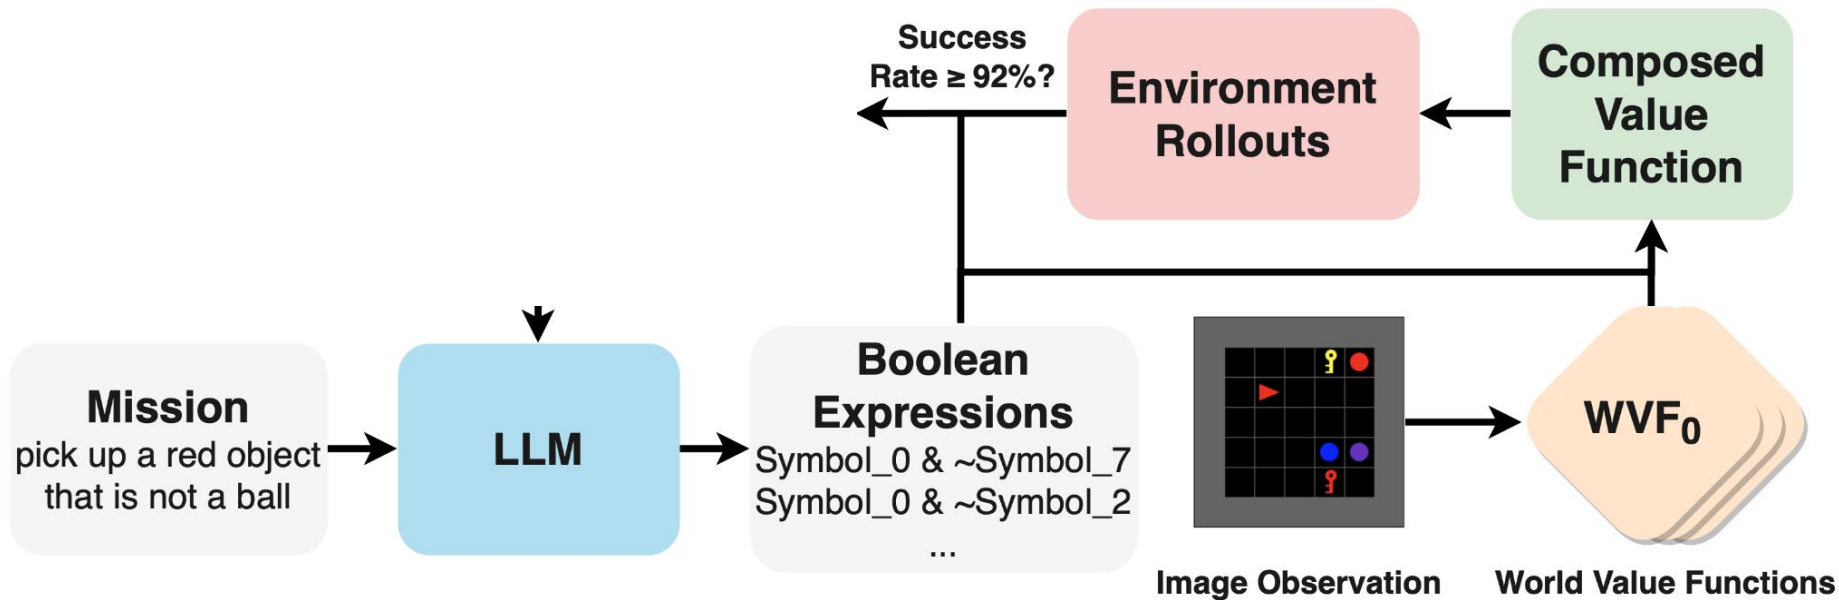 Success
Rate ≥ 92%?
Environment
Rollouts
Composed
Value
Function
Mission
pick up a red object
that is not a ball
LLM
Boolean
Expressions
Symbol_0 & ~Symbol_7
Symbol_0 & ~Symbol_2
...
Image Observation
WVF0
World Value Functions